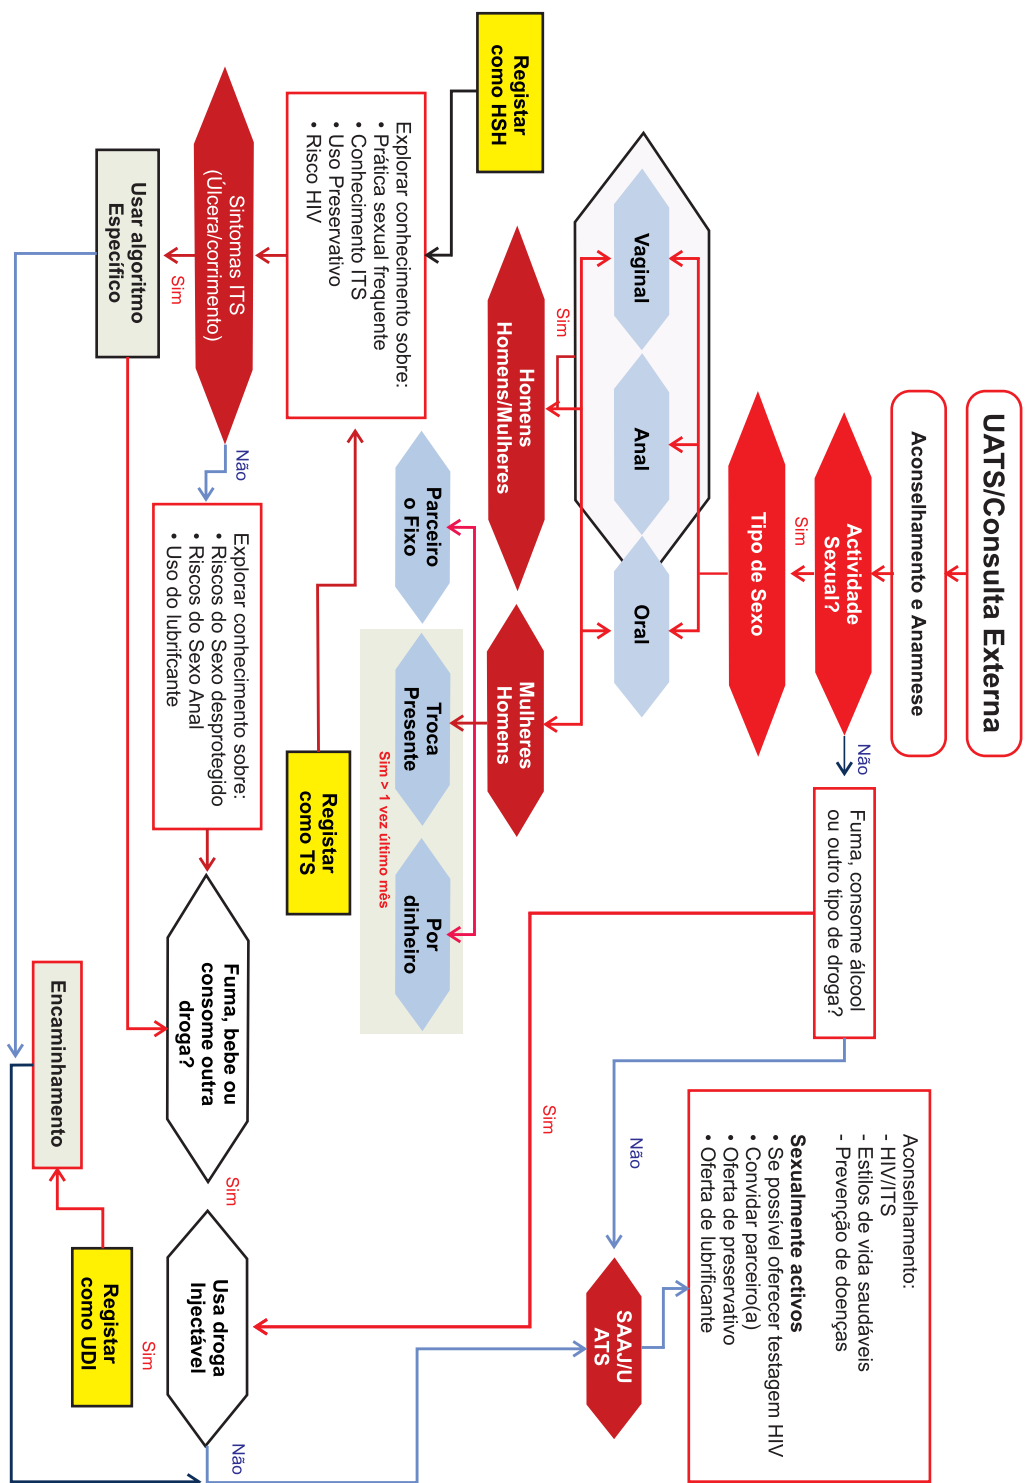 UATS/Consulta Externa
Aconselhamento e Anamnese
Actividade
Sexual?
Sim
Não
Tipo de Sexo
Fuma, consome álcool
ou outro tipo de droga?
Vaginal
Anal
Oral
Sim
Homens
Homens/Mulheres
Mulheres
Homens
Registar
como HSH
Parceiro
o Fixo
Troca
Presente
Por
dinheiro
Sim > 1 vez último mês
Registar
como TS
Explorar conhecimento sobre:
• Prática sexual frequente
• Conhecimento ITS
• Uso Preservativo
• Risco HIV
Sintomas ITS
(Úlcera/corrimento)
Sim
Não
Usar algoritmo
Específico
Explorar conhecimento sobre:
• Riscos do Sexo desprotegido
• Riscos do Sexo Anal
• Uso do lubrifcante
Fuma, bebe ou
consome outra
droga?
Sim
Usa droga
Injectável
Sim
Não
Registar
como UDI
Encaminhamento
Sim
Não
SAAJ/U
ATS
Aconselhamento:
- HIV/ITS
- Estilos de vida saudáveis
- Prevenção de doenças
Sexualmente activos
• Se possível oferecer testagem HIV
• Convidar parceiro(a)
• Oferta de preservativo
• Oferta de lubrificante